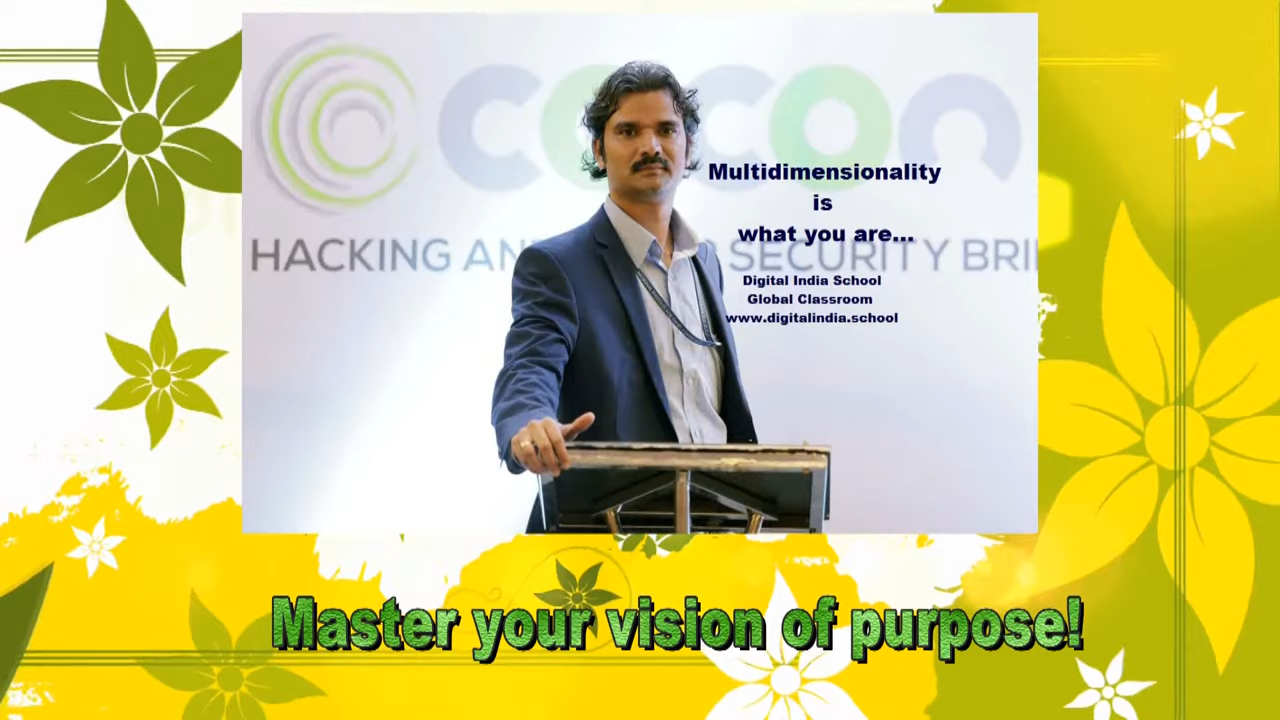 cocon
HACKING AN SECURITY BRI
Multidimensionality
is
what you are...
Digital India School
Global Classroom
www.digitalindia.school
Master your vision of purpose!